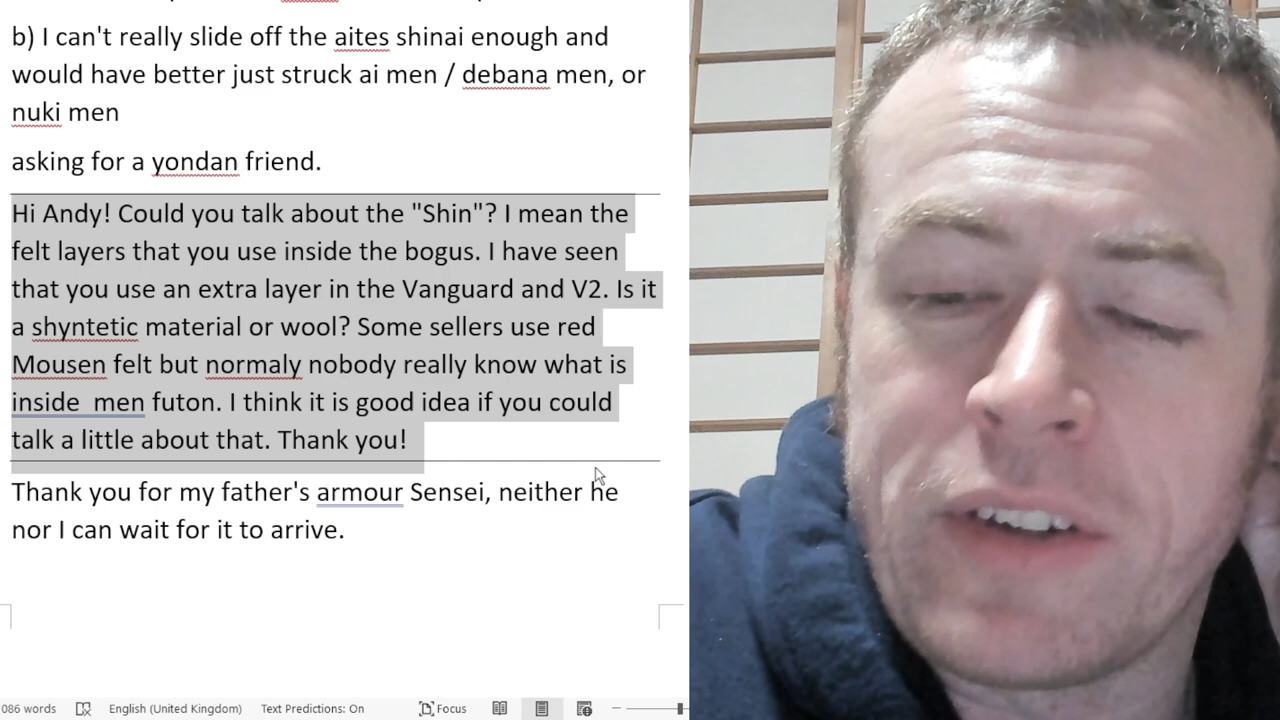 b) I can't really slide off the aites shinai enough and
would have better just struck ai men / debana men, or
nuki men
asking for a yondan friend.
Hi Andy! Could you talk about the "Shin"? I mean the
felt layers that you use inside the bogus. I have seen
that you use an extra layer in the Vanguard and V2. Is it
a shyntetic material or wool? Some sellers use red
Mousen felt but normaly nobody really know what is
inside  men futon. I think it is good idea if you could
talk a little about that. Thank you!
Thank you for my father's armour Sensei, neither he
nor I can wait for it to arrive.
086 words English (United Kingdom) Text Predictions: On Focus